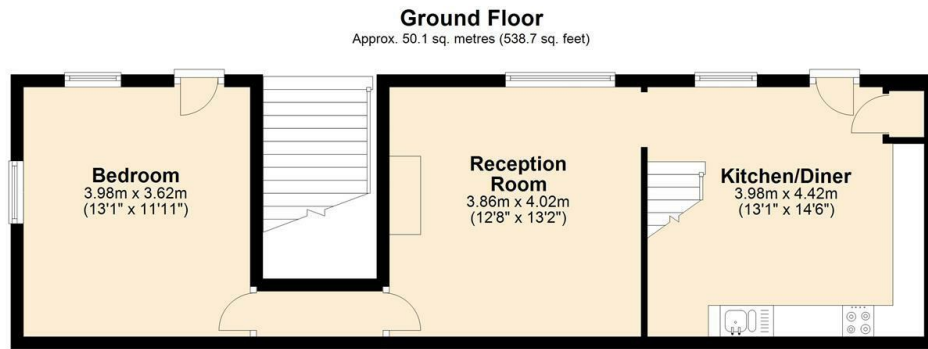 Ground Floor
Approx. 50.1 sq. metres (538.7 sq. feet)
Bedroom
3.98m x 3.62m
(13'1" x 11'11")
Reception
Room
3.86m x 4.02m
(12'8" x 13'2")
Kitchen/Diner
3.98m x 4.42m
(13'1" x 14'6")